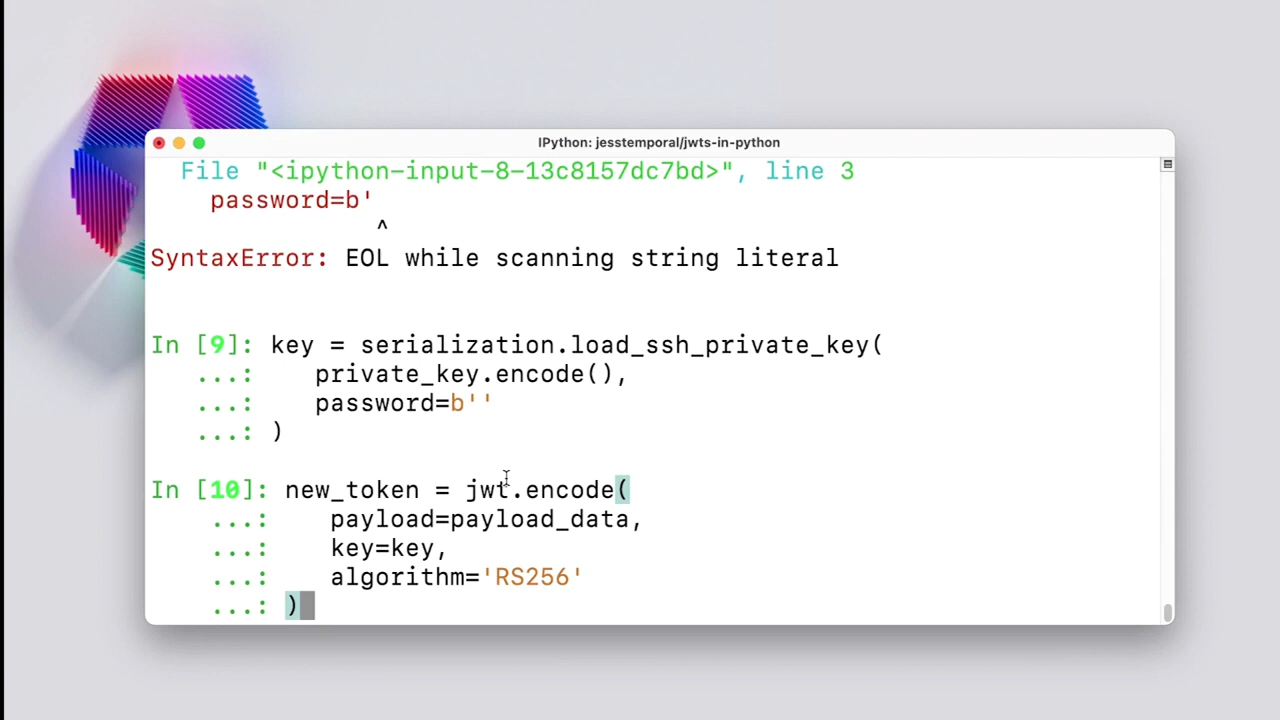 IPython: jesstemporal/jwts-in-python
File "<ipython-input-8-13c8157dc7bd>", line 3
password=b'
^
SyntaxError: EOL while scanning string literal
In [9]: key = serialization.load_ssh_private_key(
...: private_key.encode(),
...: password=b''
...: )
In [10]: new_token = jwt.encode(
...: payload=payload_data,
...: key=key,
...: algorithm='RS256'
...: )